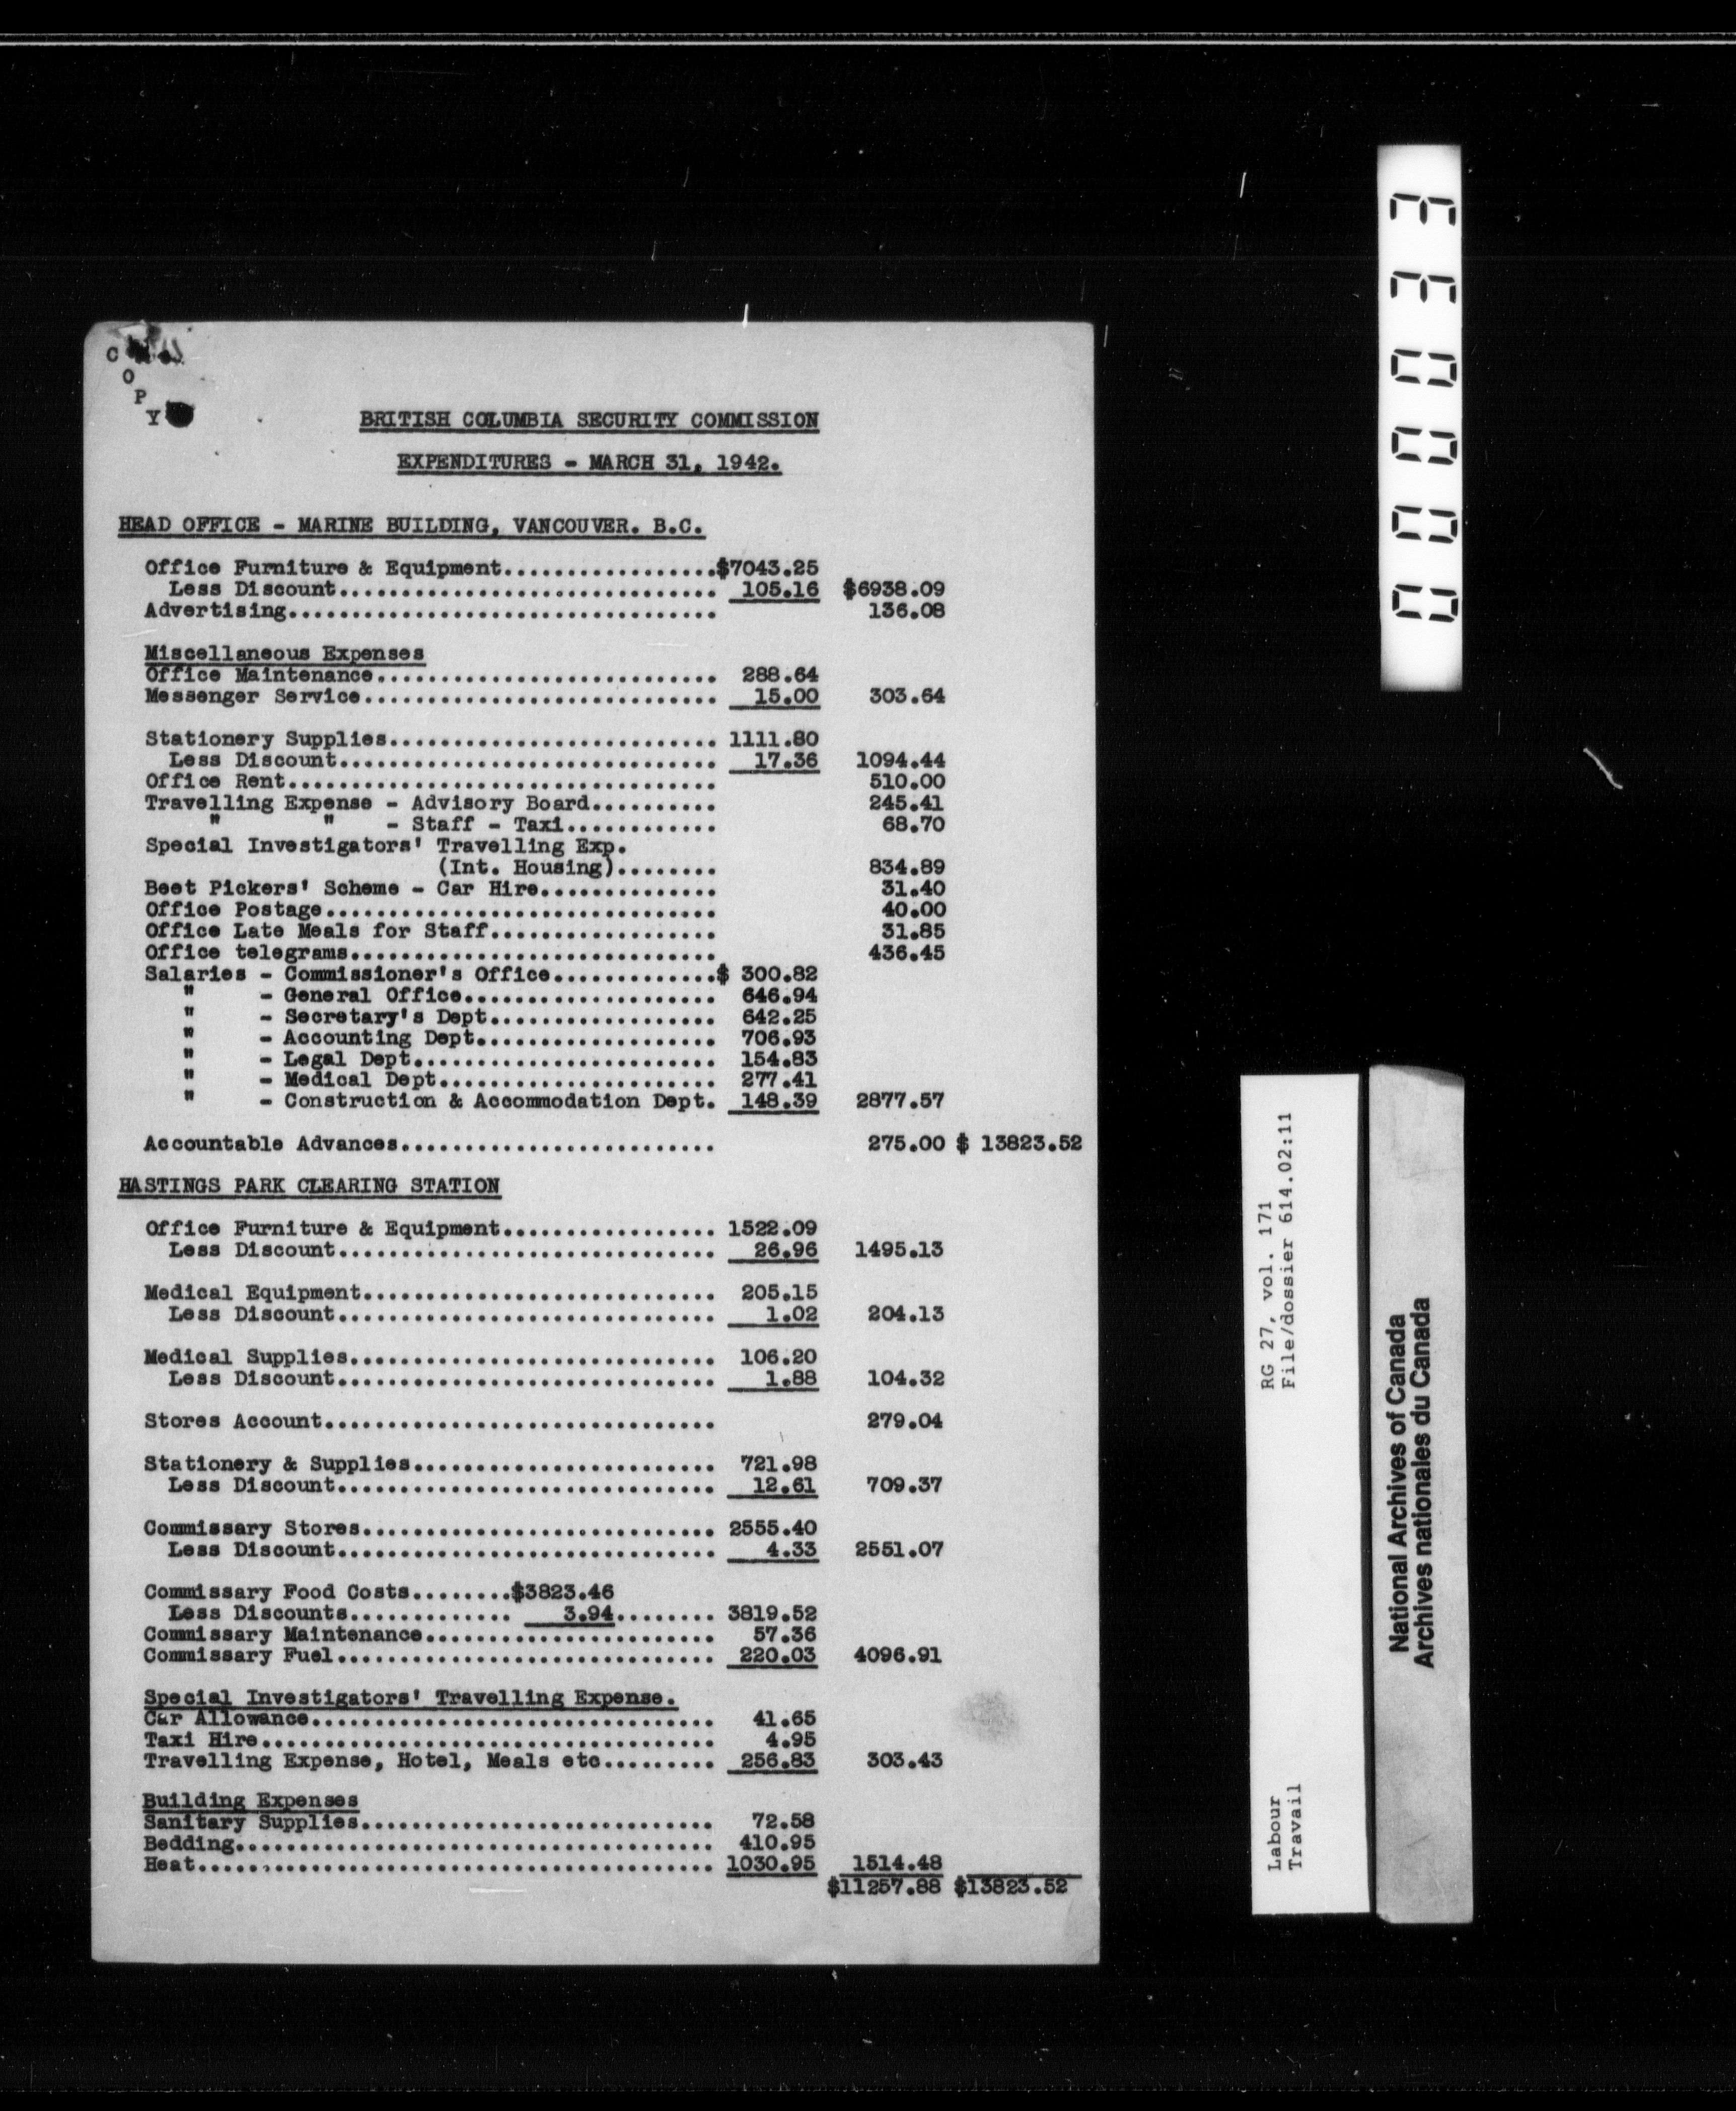 C
O
P
Y
BRITISH COLUMBIA SECURITY COMMISSION
EXPENDITURES - MARCH 31, 1942.
HEAD OFFICE - MARINE BUILDING, VANCOUVER. B.C.
Office Furniture & Equipment.................$7043.25
Less Discount.............................. 105.16 $6938.09
Advertising.................................. 136.08
Miscellaneous Expenses
Office Maintenance........................... 288.64
Messenger Service............................ 15.00 303.64
Stationery Supplies.......................... 1111.80
Less Discount.............................. 17.36 1094.44
Office Rent.................................. 510.00
Travelling Expense - Advisory Board.......... 245.41
" " - Staff - Taxi............ 68.70
Special Investigators' Travelling Exp.
(Int. Housing)........ 834.89
Beet Pickers' Scheme - Car Hire.............. 31.40
Office Postage............................... 40.00
Office Late Meals for Staff.................. 31.85
Office telegrams............................. 436.45
Salaries - Commissioner's Office.............$ 300.82
" - General Office.................... 646.94
" - Secretary's Dept.................. 642.25
" - Accounting Dept................... 706.93
" - Legal Dept........................ 154.83
" - Medical Dept...................... 277.41
" - Construction & Accommodation Dept. 148.39 2877.57
Accountable Advances......................... 275.00 $ 13823.52
HASTINGS PARK CLEARING STATION
Office Furniture & Equipment................. 1522.09
Less Discount.............................. 26.96 1495.13
Medical Equipment............................ 205.15
Less Discount.............................. 1.02 204.13
Medical Supplies............................. 106.20
Less Discount.............................. 1.88 104.32
Stores Account............................... 279.04
Stationery & Supplies........................ 721.98
Less Discount.............................. 12.61 709.37
Commissary Stores............................ 2555.40
Less Discount.............................. 4.33 2551.07
Commissary Food Costs........$3823.46
Less Discounts............. 3.94........ 3819.52
Commissary Maintenance....................... 57.36
Commissary Fuel.............................. 220.03 4096.91
Special Investigators' Travelling Expense.
Car Allowance................................ 41.65
Taxi Hire.................................... 4.95
Travelling Expense, Hotel, Meals etc......... 256.83 303.43
Building Expenses
Sanitary Supplies............................ 72.58
Bedding...................................... 410.95
Heat......................................... 1030.95 1514.48
$11257.88 $13823.52
000033
RG 27, vol. 171
File/dossier 614.02:11
Labour
Travail
National Archives of Canada
Archives nationales du Canada